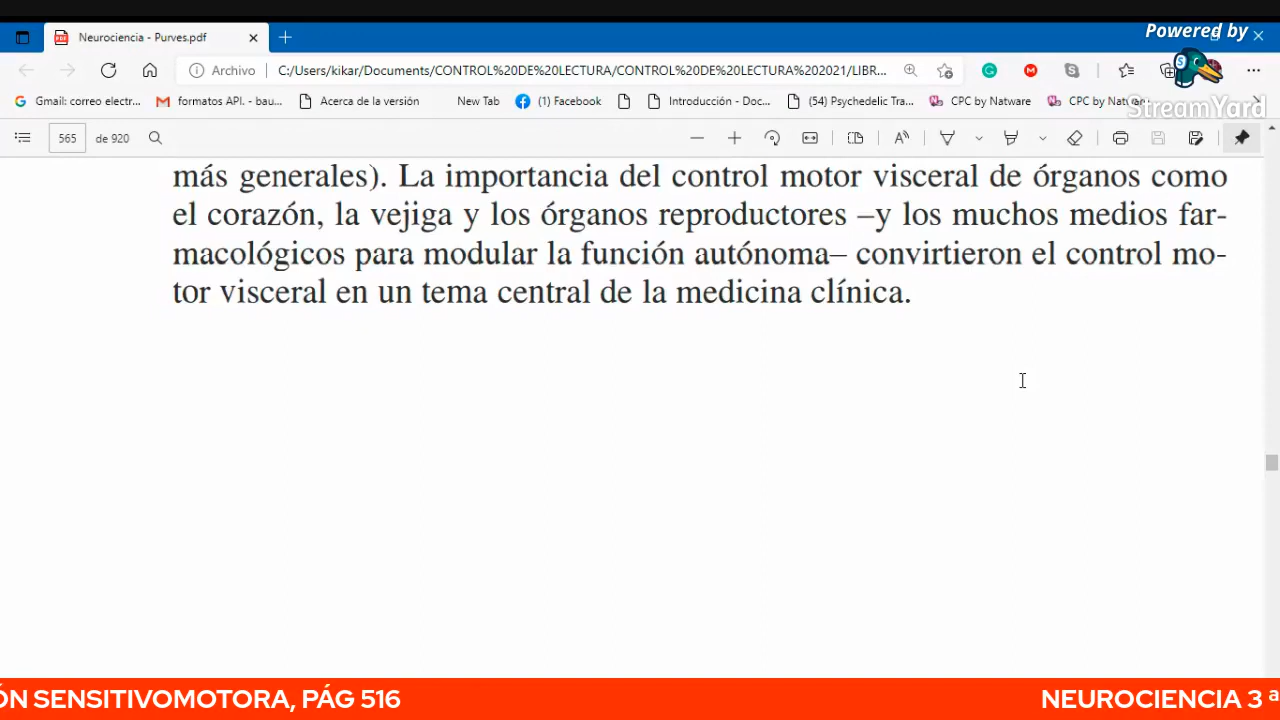 Powered by
Neurociencia - Purves.pdf
Archivo
C:/Users/kikar/Documents/CONTROL%20DE%20LECTURA/CONTROL%20DE%20LECTURA%202021/LIBR...
StreamYard
Gmail: correo electr...
formatos API. - bau...
Acerca de la versión
New Tab
(1) Facebook
Introducción - Doc...
(54) Psychedelic Tra...
CPC by Natware
565
de 920
más generales). La importancia del control motor visceral de órganos como
el corazón, la vejiga y los órganos reproductores –y los muchos medios far-
macológicos para modular la función autónoma– convirtieron el control mo-
tor visceral en un tema central de la medicina clínica.
ÓN SENSITIVOMOTORA, PÁG 516
NEUROCIENCIA 3 ª